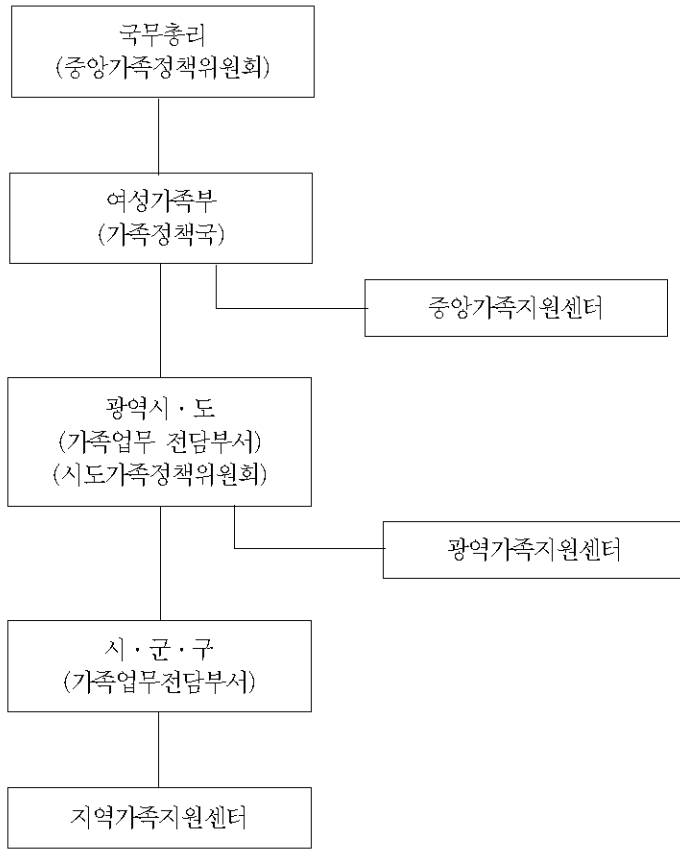 국무총리
(중앙가족정책위원회)
여성가족부
(가족정책국)
중앙가족지원센터
광역시·도
(가족업무 전담부서)
(시도가족정책위원회)
광역가족지원센터
시·군·구
(가족업무전담부서)
지역가족지원센터